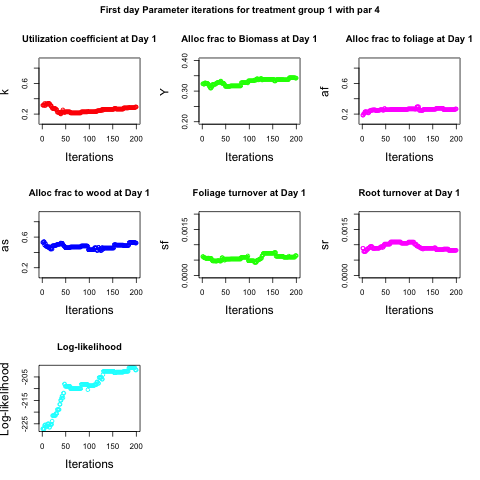 First day Parameter iterations for treatment group 1 with par 4
Utilization coefficient at Day 1
k
0.2 0.6
0 50 100 150 200
Iterations
Alloc frac to Biomass at Day 1
Y
0.20 0.30 0.40
0 50 100 150 200
Iterations
Alloc frac to foliage at Day 1
af
0.2 0.6
0 50 100 150 200
Iterations
Alloc frac to wood at Day 1
as
0.2 0.6
0 50 100 150 200
Iterations
Foliage turnover at Day 1
sf
0.0000 0.0015
0 50 100 150 200
Iterations
Root turnover at Day 1
sr
0.0000 0.0015
0 50 100 150 200
Iterations
Log-likelihood
Log-likelihood
-225 -215 -205
0 50 100 150 200
Iterations